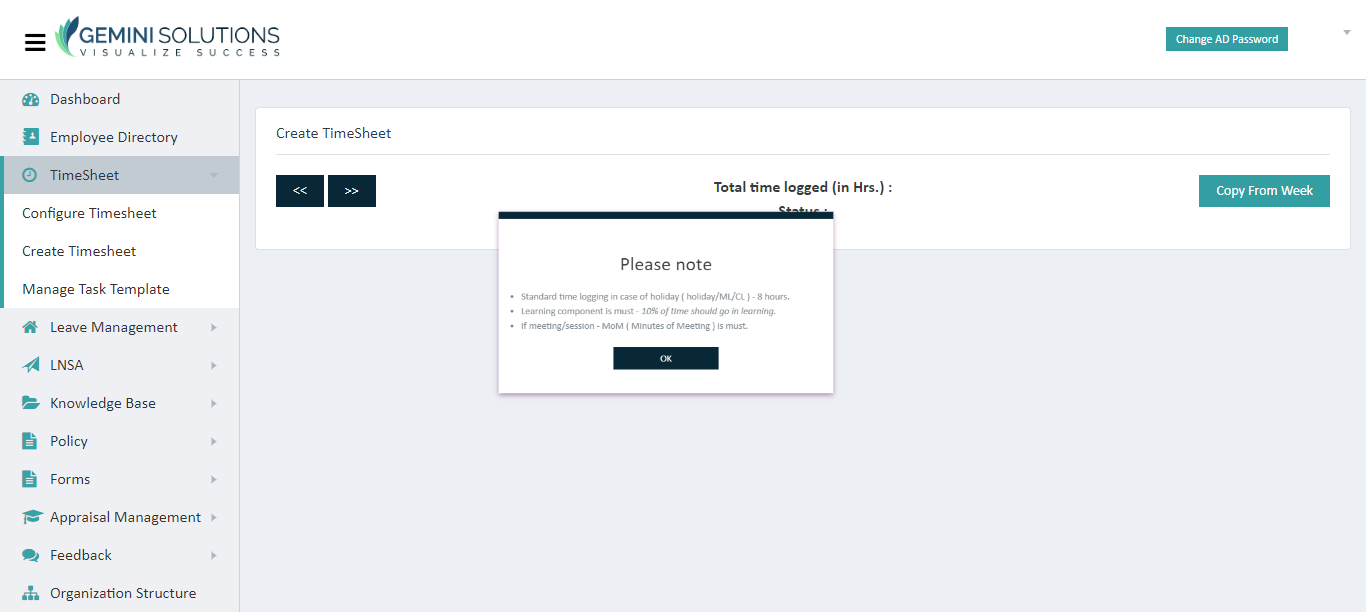 GEMINI SOLUTIONS
VISUALIZE SUCCESS
Change AD Password
Dashboard
Employee Directory
TimeSheet
Configure Timesheet
Create Timesheet
Manage Task Template
Leave Management
LNSA
Knowledge Base
Policy
Forms
Appraisal Management
Feedback
Organization Structure
Create TimeSheet
<< >>
Total time logged (in Hrs.) :
Status :
Copy From Week
Please note
• Standard time logging in case of holiday ( holiday/ML/CL ) - 8 hours.
• Learning component is must - 10% of time should go in learning.
• If meeting/session - MoM ( Minutes of Meeting ) is must.
OK